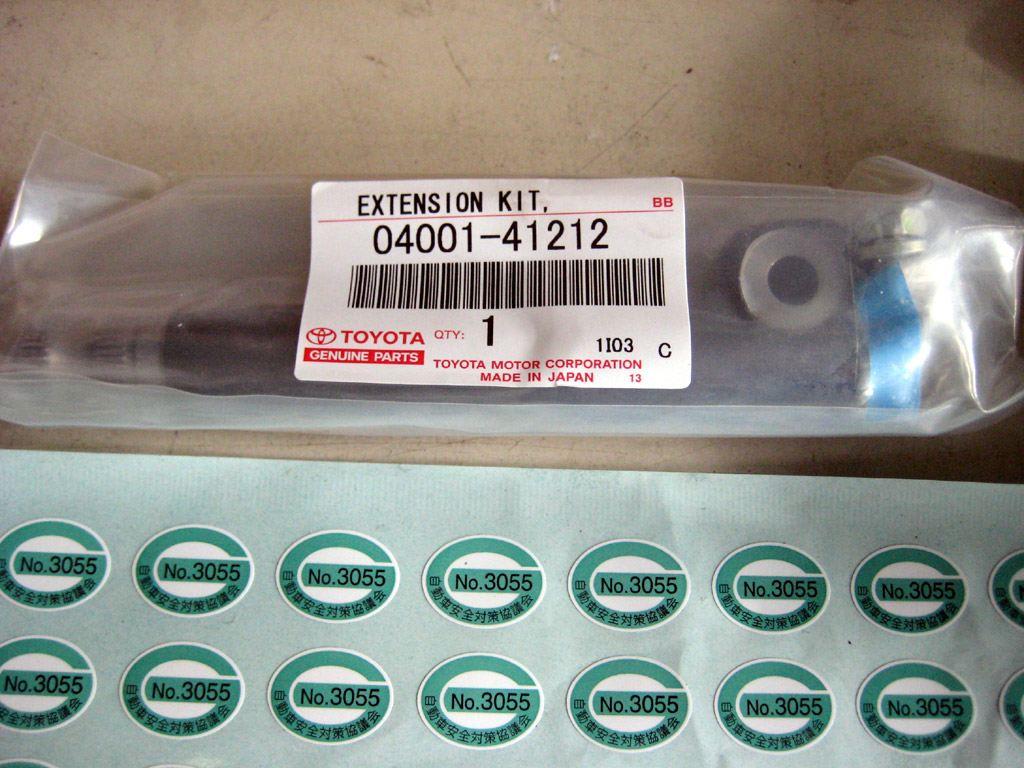 EXTENSION KIT,
BB
04001-41212
TOYOTA QTY: 1
GENUINE PARTS
1I03 C
TOYOTA MOTOR CORPORATION
MADE IN JAPAN 13
No.3055 No.3055 No.3055 No.3055 No.3055 No.3055 No.3055
自動車安全対策協議会 自動車安全対策協議会 自動車安全対策協議会 自動車安全対策協議会 自動車安全対策協議会 自動車安全対策協議会 自動車安全対策協議会
No.3055 No.3055 No.3055 No.3055 No.3055 No.3055 No.3055
自動車安全対策協議会 自動車安全対策協議会 自動車安全対策協議会 自動車安全対策協議会 自動車安全対策協議会 自動車安全対策協議会 自動車安全対策協議会